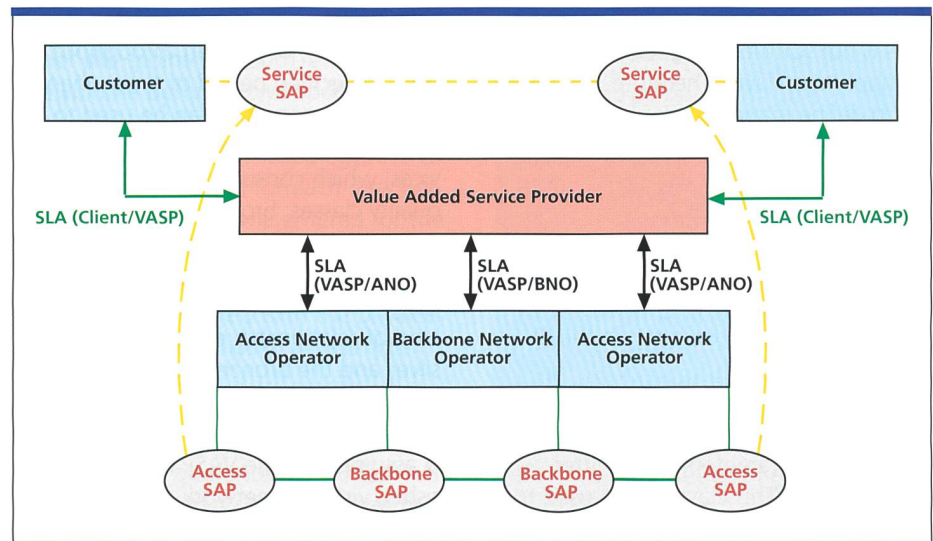 Customer
Service
SAP
Service
SAP
Customer
Value Added Service Provider
SLA (Client/VASP)
SLA (Client/VASP)
SLA
(VASP/ANO)
SLA
(VASP/BNO)
SLA
(VASP/ANO)
Access Network
Operator
Backbone Network
Operator
Access Network
Operator
Access
SAP
Backbone
SAP
Backbone
SAP
Access
SAP